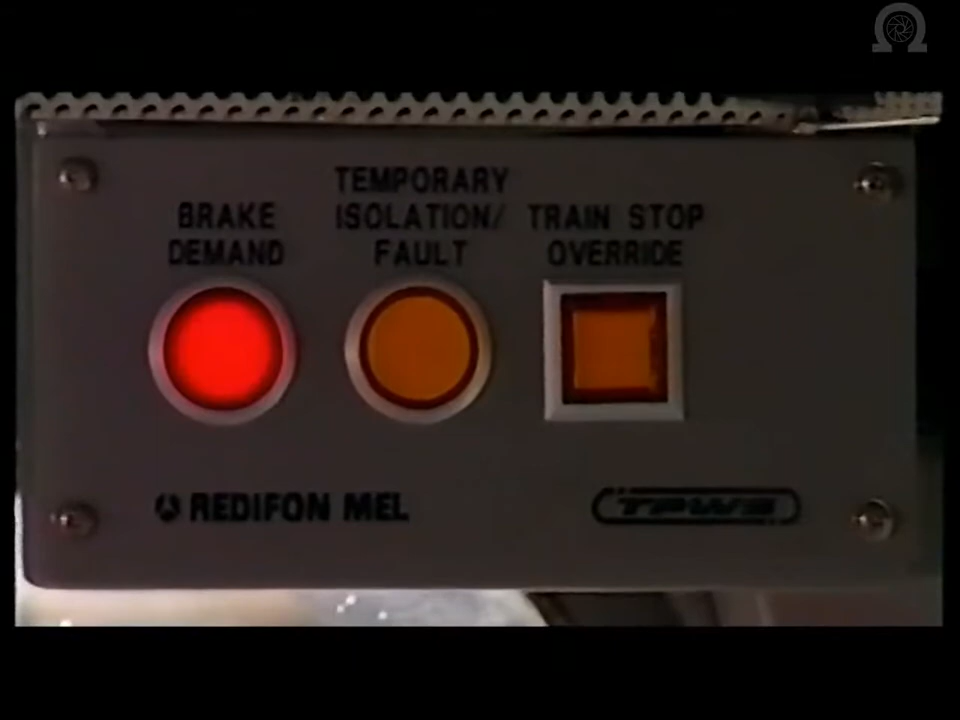 BRAKE
DEMAND
TEMPORARY
ISOLATION/
FAULT
TRAIN STOP
OVERRIDE
REDIFON MEL
TPWS